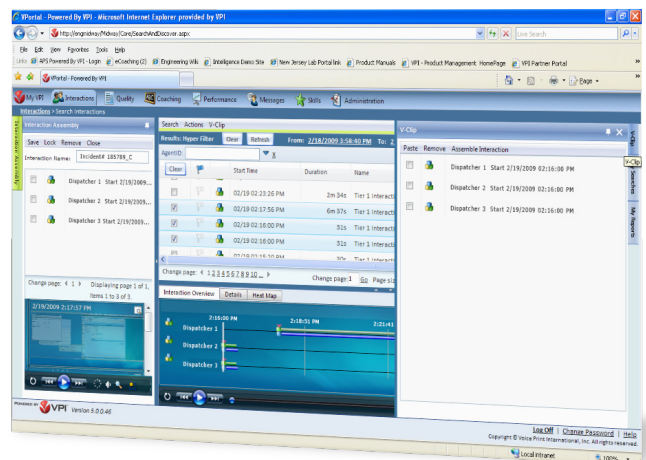 VPortal - Powered By VPI - Microsoft Internet Explorer provided by VPI
http://engmidway/Midway/Core/SearchAndDiscover.aspx
Live Search
File Edit View Favorites Tools Help
Links APS Powered By VPI - Login eCoaching (2) Engineering Wiki Intelligence Demo Site New Jersey Lab Portal link Product Manuals VPI - Product Management HomePage VPI Partner Portal
VPortal - Powered By VPI
Page
My VPI Interactions Quality Coaching Performance Messages Skills Administration
Interactions > Search Interactions
Interaction Assembly
Interaction Assembly
Save Lock Remove Close
Interaction Name: Incident# 185789_C
Dispatcher 1 Start 2/19/2009...
Dispatcher 2 Start 2/19/2009...
Dispatcher 3 Start 2/19/2009...
Change page: 1 Displaying page 1 of 1,
items 1 to 3 of 3.
2/19/2009 2:17:57 PM
Search Actions V-Clip
Results: Hyper Filter Clear Refresh From: 2/18/2009 3:58:40 PM To: 2
AgentID
Clear Start Time Duration Name
02/19 02:23:26 PM 2m 34s Tier 1 Interacti
02/19 02:17:56 PM 6m 37s Tier 1 Interacti
02/19 02:16:00 PM 31s Tier 1 Interacti
02/19 02:16:00 PM 31s Tier 1 Interacti
02/19 02:15:20 PM 30s Tier 1 Interacti
Change page: 1 2 3 4 5 6 7 8 9 10 ... Change page: 1 Go Page siz
Interaction Overview Details Heat Map
2:16:00 PM 2:18:51 PM 2:21:41
Dispatcher 1
Dispatcher 2
Dispatcher 3
V-Clip
Paste Remove Assemble Interaction
Dispatcher 1 Start 2/19/2009 02:16:00 PM
Dispatcher 2 Start 2/19/2009 02:16:00 PM
Dispatcher 3 Start 2/19/2009 02:16:00 PM
V-Clip
V-Clip
Searches
My Reports
POWERED BY VPI Version 5.0.0.46
Log Off | Change Password | Help
Copyright © Voice Print International, Inc. All rights reserved
Local intranet 100%